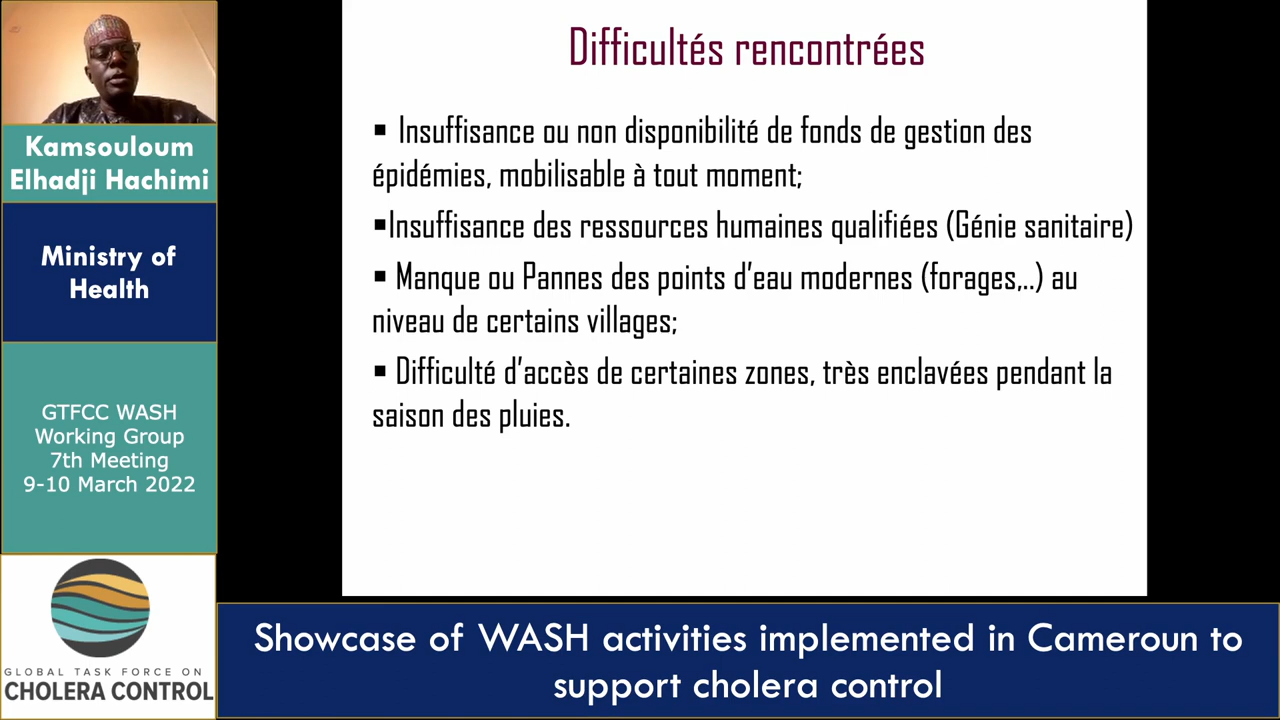 Kamsouloum
Elhadji Hachimi
Ministry of
Health
GTFCC WASH
Working Group
7th Meeting
9-10 March 2022
GLOBAL TASK FORCE ON
CHOLERA CONTROL
Difficultés rencontrées
▪ Insuffisance ou non disponibilité de fonds de gestion des
épidémies, mobilisable à tout moment;
▪Insuffisance des ressources humaines qualifiées (Génie sanitaire)
▪ Manque ou Pannes des points d’eau modernes (forages,..) au
niveau de certains villages;
▪ Difficulté d’accès de certaines zones, très enclavées pendant la
saison des pluies.
Showcase of WASH activities implemented in Cameroun to
support cholera control